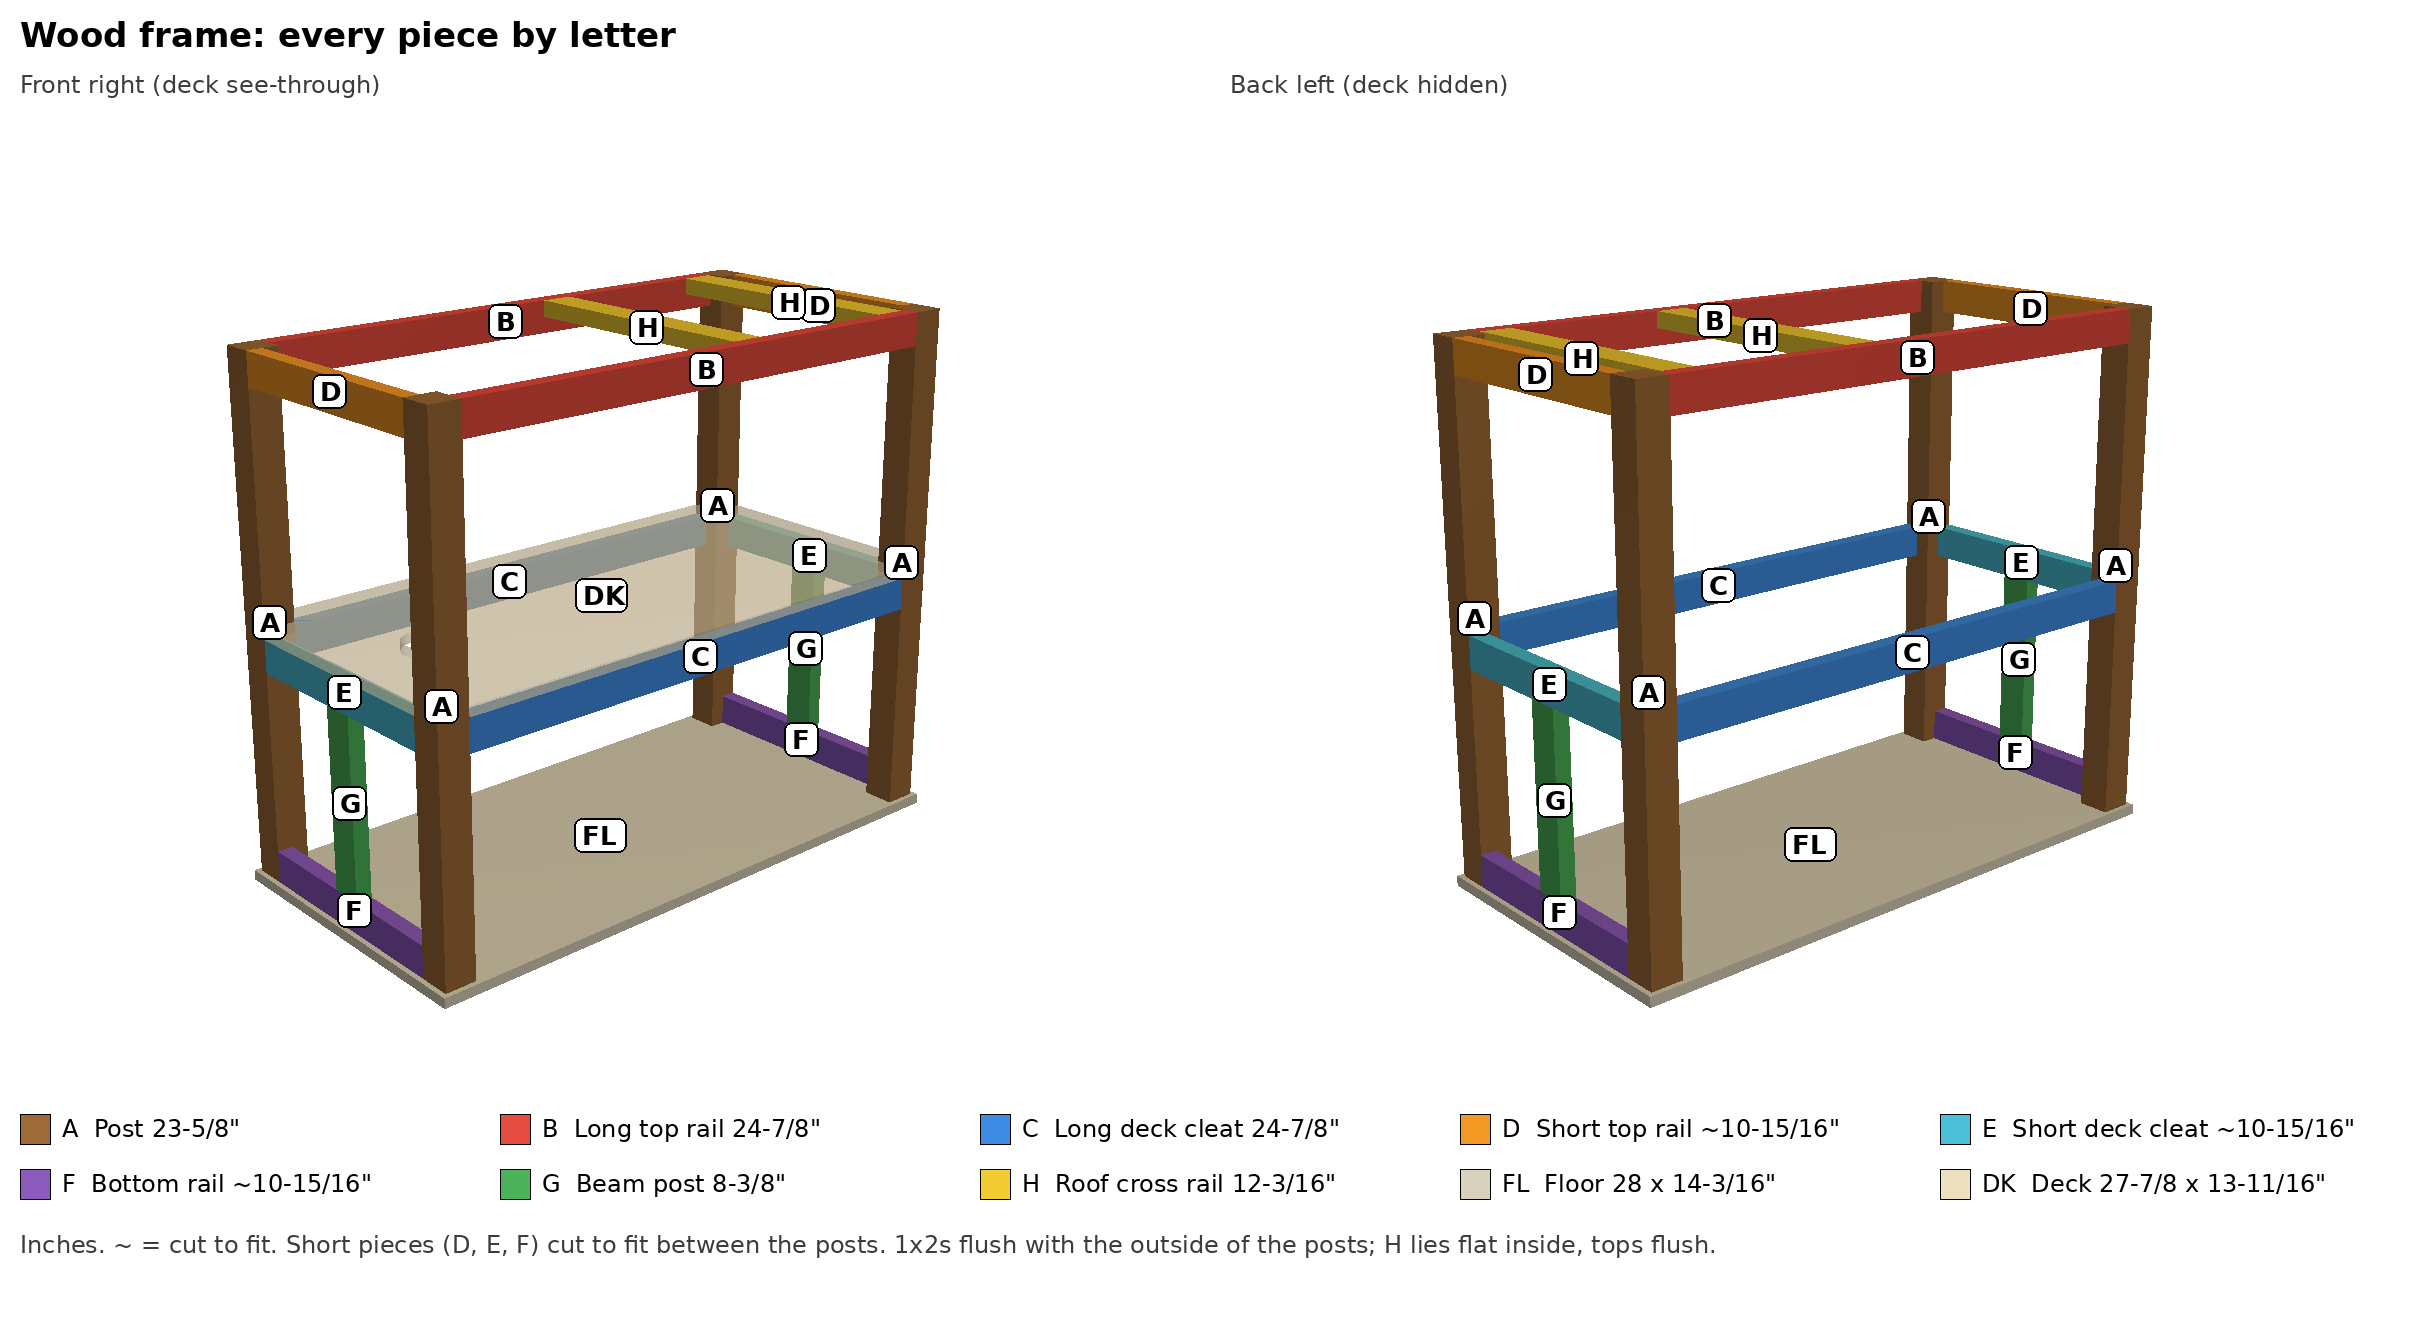 Wood frame: every piece by letter
Front right (deck see-through)
Back left (deck hidden)
B
H
H D
D
B
A
E
A
C
DK
A
C
G
E
A
F
G
FL
F
B
H
D
H
D
B
A
E
A
C
A
C
G
E
A
F
G
FL
F
A Post 23-5/8"
B Long top rail 24-7/8"
C Long deck cleat 24-7/8"
D Short top rail ~10-15/16"
E Short deck cleat ~10-15/16"
F Bottom rail ~10-15/16"
G Beam post 8-3/8"
H Roof cross rail 12-3/16"
FL Floor 28 x 14-3/16"
DK Deck 27-7/8 x 13-11/16"
Inches. ~ = cut to fit. Short pieces (D, E, F) cut to fit between the posts. 1x2s flush with the outside of the posts; H lies flat inside, tops flush.